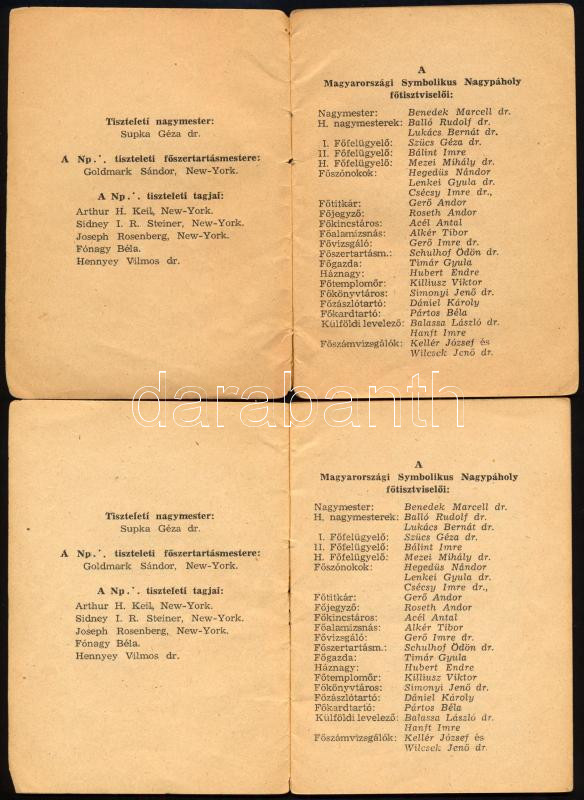 Tiszteleti nagymester:
Supka Géza dr.
A Np.∴ tiszteleti főszertartásmestere:
Goldmark Sándor, New-York.
A Np.∴ tiszteleti tagjai:
Arthur H. Keil, New-York.
Sidney I. R. Steiner, New-York.
Joseph Rosenberg, New-York.
Fónagy Béla.
Hennyey Vilmos dr.
A
Magyarországi Symbolikus Nagypáholy
főtisztviselői:
Nagymester: Benedek Marcell dr.
H. nagymesterek: Balló Rudolf dr.
Lukács Bernát dr.
I. Főfelügyelő: Szücs Géza dr.
II. Főfelügyelő: Bálint Imre
H. Főfelügyelő: Mezei Mihály dr.
Főszónokok: Hegedüs Nándor
Lenkei Gyula dr.
Csécsy Imre dr.,
Főtitkár: Gerő Andor
Főjegyző: Roseth Andor
Főkincstáros: Acél Antal
Főalamizsnás: Alkér Tibor
Fővizsgáló: Gerő Imre dr.
Főszertartásm.: Schulhof Ödön dr.
Főgazda: Timár Gyula
Háznagy: Hubert Endre
Főtemplomőr: Killiusz Viktor
Főkönyvtáros: Simonyi Jenő dr.
Főzászlótartó: Dániel Károly
Főkardtartó: Pártos Béla
Külföldi levelező: Balassa László dr.
Hanft Imre
Főszámvizsgálók: Kellér József és
Wilcsek Jenő dr.
darabanth
Tiszteleti nagymester:
Supka Géza dr.
A Np.∴ tiszteleti főszertartásmestere:
Goldmark Sándor, New-York.
A Np.∴ tiszteleti tagjai:
Arthur H. Keil, New-York.
Sidney I. R. Steiner, New-York.
Joseph Rosenberg, New-York.
Fónagy Béla.
Hennyey Vilmos dr.
A
Magyarországi Symbolikus Nagypáholy
főtisztviselői:
Nagymester: Benedek Marcell dr.
H. nagymesterek: Balló Rudolf dr.
Lukács Bernát dr.
I. Főfelügyelő: Szücs Géza dr.
II. Főfelügyelő: Bálint Imre
H. Főfelügyelő: Mezei Mihály dr.
Főszónokok: Hegedüs Nándor
Lenkei Gyula dr.
Csécsy Imre dr.,
Főtitkár: Gerő Andor
Főjegyző: Roseth Andor
Főkincstáros: Acél Antal
Főalamizsnás: Alkér Tibor
Fővizsgáló: Gerő Imre dr.
Főszertartásm.: Schulhof Ödön dr.
Főgazda: Timár Gyula
Háznagy: Hubert Endre
Főtemplomőr: Killiusz Viktor
Főkönyvtáros: Simonyi Jenő dr.
Főzászlótartó: Dániel Károly
Főkardtartó: Pártos Béla
Külföldi levelező: Balassa László dr.
Hanft Imre
Főszámvizsgálók: Kellér József és
Wilcsek Jenő dr.